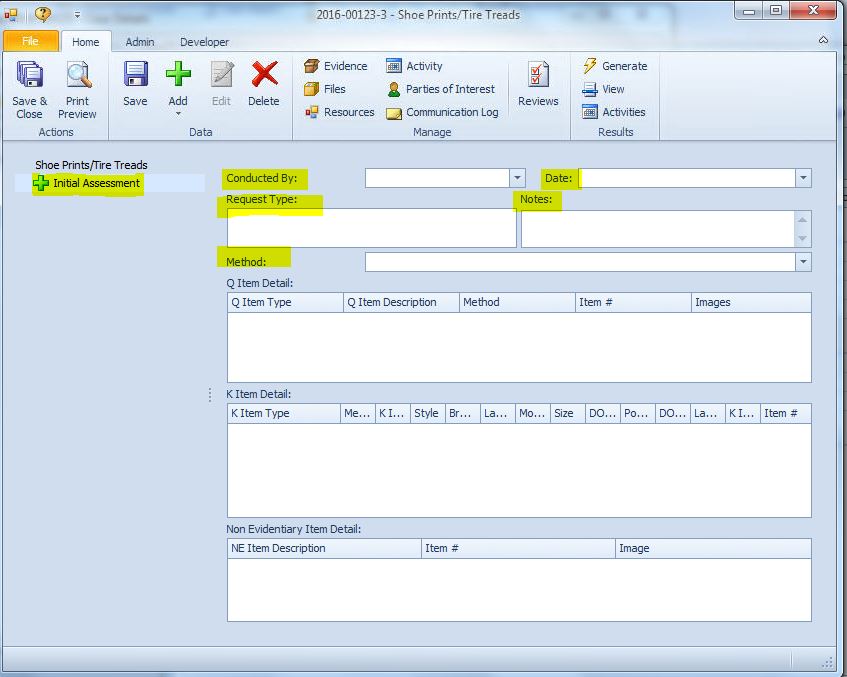 2016-00123-3 - Shoe Prints/Tire Treads
File Home Admin Developer
Save & Close
Print Preview
Save
Add
Edit
Delete
Evidence
Files
Resources
Activity
Parties of Interest
Communication Log
Reviews
Generate
View
Activities
Actions Data Manage Results
Shoe Prints/Tire Treads
Initial Assessment
Conducted By: Date:
Request Type: Notes:
Method:
Q Item Detail:
Q Item Type Q Item Description Method Item # Images
K Item Detail:
K Item Type Me... K I... Style Br... La... Mo... Size DO... Po... DO... La... K I... Item #
Non Evidentiary Item Detail:
NE Item Description Item # Image